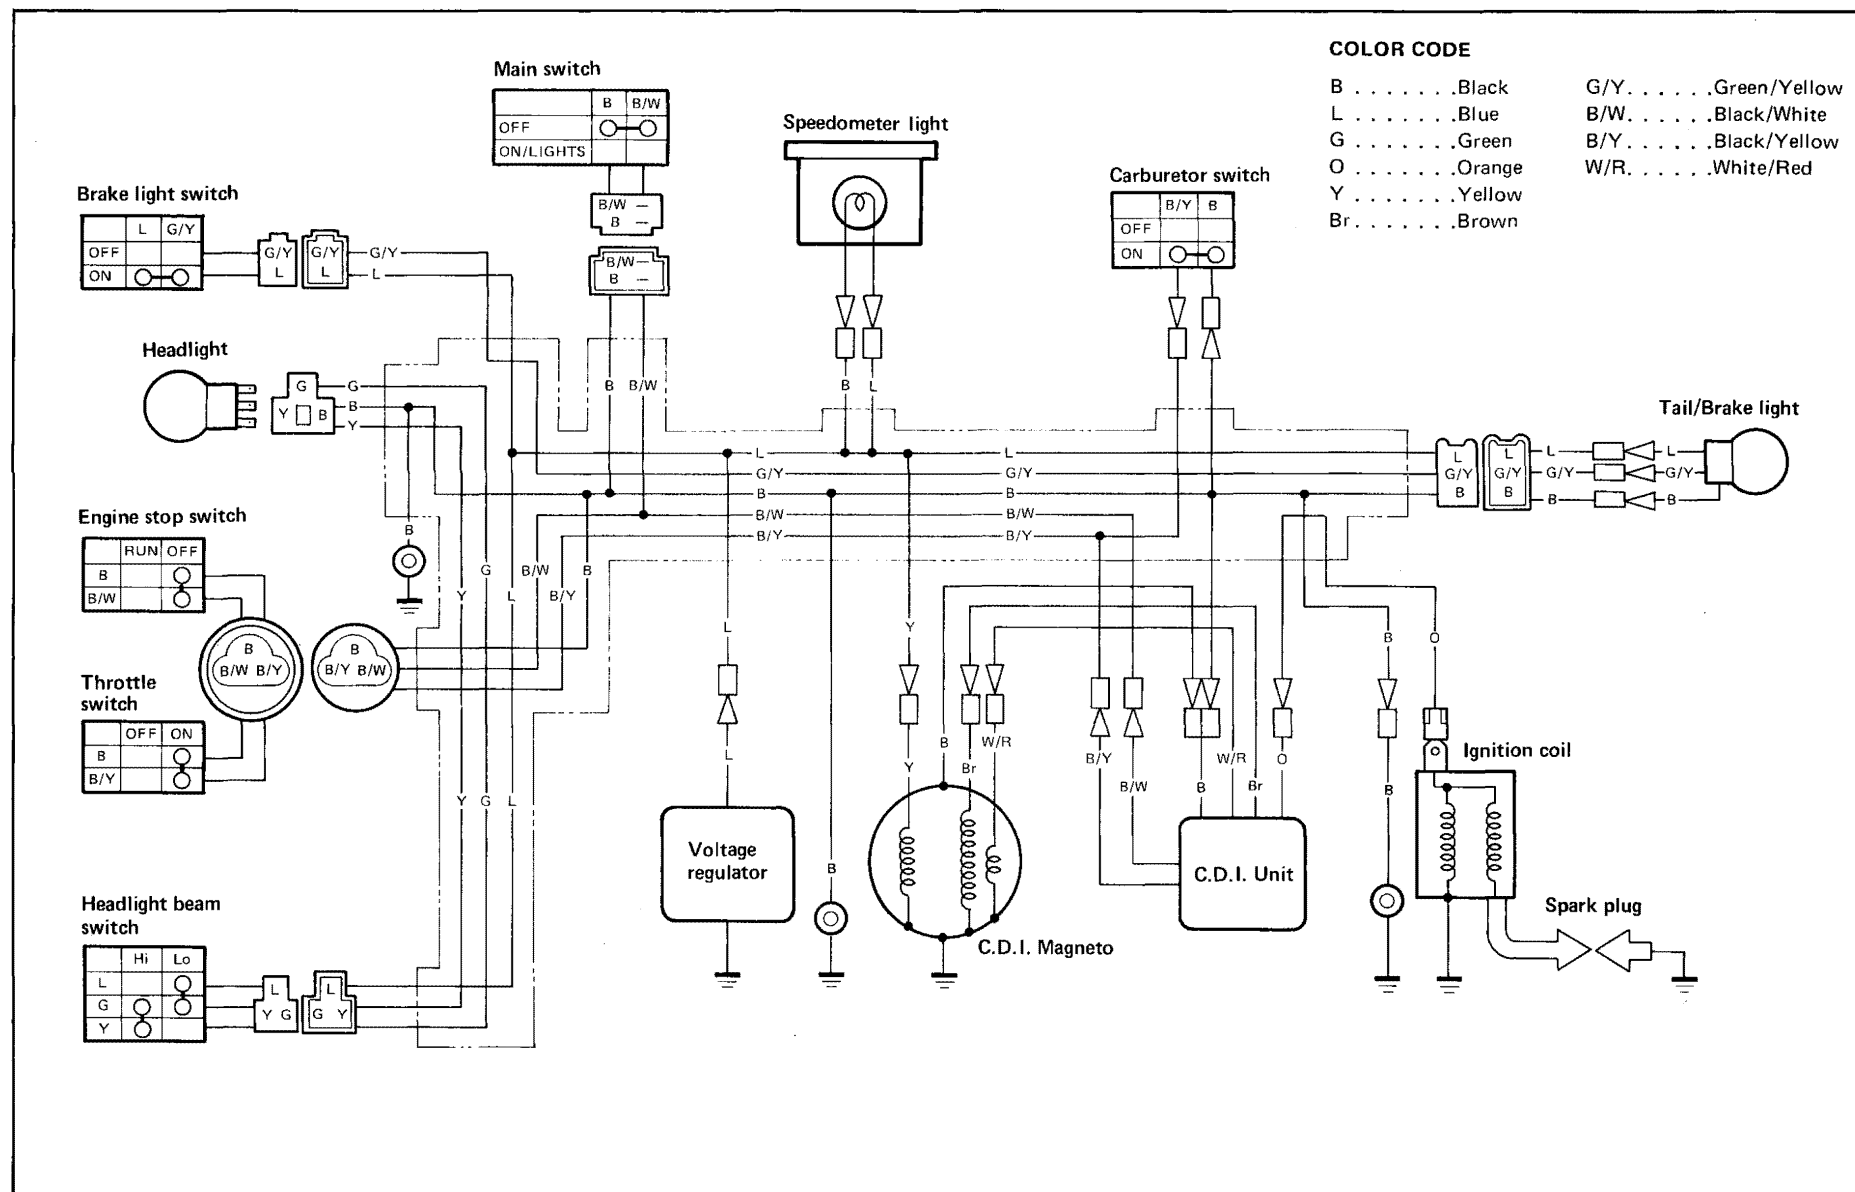 COLOR CODE
B . . . . . . . Black
L . . . . . . . Blue
G . . . . . . . Green
O . . . . . . . Orange
Y . . . . . . . Yellow
Br . . . . . . . Brown
G/Y. . . . . . Green/Yellow
B/W. . . . . . Black/White
B/Y . . . . . . Black/Yellow
W/R. . . . . . White/Red
Main switch
B B/W
OFF
ON/LIGHTS
B/W
B
B/W
B
B B/W
Speedometer light
B L
Carburetor switch
B/Y B
OFF
ON
Brake light switch
L G/Y
OFF
ON
G/Y
L
G/Y
L
G/Y
L
Headlight
G
Y B
G
B
Y
B
Tail/Brake light
L
G/Y
B
L
G/Y
B
L L
G/Y G/Y
B B
L L
G/Y G/Y
B B
B/W B/W
B/Y B/Y
Engine stop switch
RUN OFF
B
B/W
B
B/W B/Y
B
B/Y B/W
Throttle
switch
OFF ON
B
B/Y
Y G L B/W B/Y B
Y G L
Headlight beam
switch
Hi Lo
L
G
Y
L
Y G
L
G Y
L
L
Voltage
regulator
B
Y
Y
B
Br
W/R
C.D.I. Magneto
B/Y
B/W
B
W/R
Br
O
C.D.I. Unit
B
B
O
Ignition coil
Spark plug